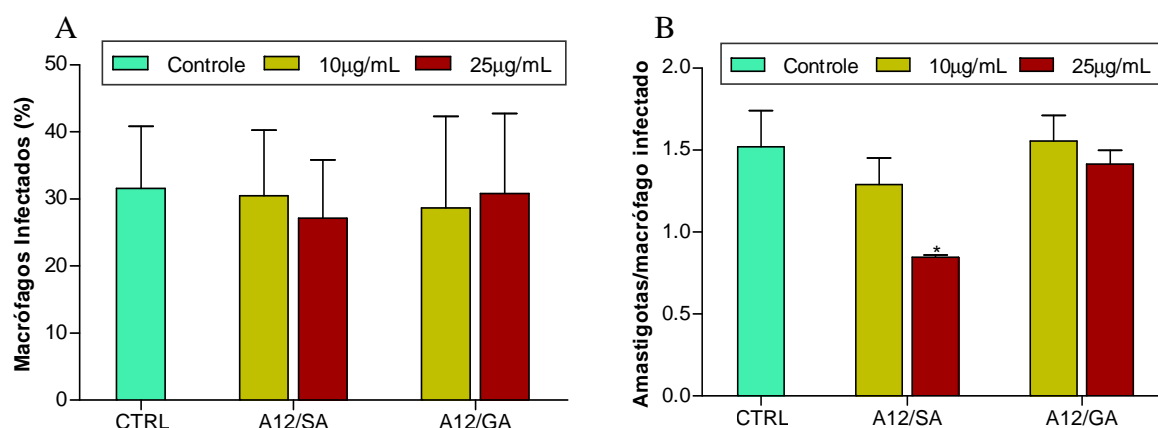 A
Controle 10µg/mL 25µg/mL
Macrófagos Infectados (%)
50
40
30
20
10
0
CTRL A12/SA A12/GA
B
Controle 10µg/mL 25µg/mL
Amastigotas/macrófago infectado
2.0
1.5
1.0
0.5
0.0
*
CTRL A12/SA A12/GA